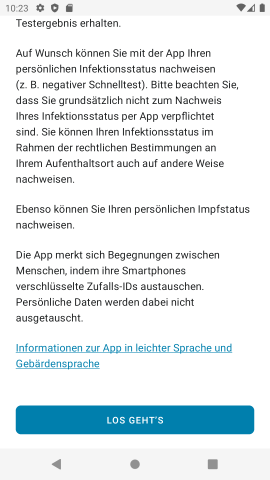 10:23
Testergebnis erhalten.
Auf Wunsch können Sie mit der App Ihren
persönlichen Infektionsstatus nachweisen
(z. B. negativer Schnelltest). Bitte beachten Sie,
dass Sie grundsätzlich nicht zum Nachweis
Ihres Infektionsstatus per App verpflichtet
sind. Sie können Ihren Infektionsstatus im
Rahmen der rechtlichen Bestimmungen an
Ihrem Aufenthaltsort auch auf andere Weise
nachweisen.
Ebenso können Sie Ihren persönlichen Impfstatus
nachweisen.
Die App merkt sich Begegnungen zwischen
Menschen, indem ihre Smartphones
verschlüsselte Zufalls-IDs austauschen.
Persönliche Daten werden dabei nicht
ausgetauscht.
Informationen zur App in leichter Sprache und
Gebärdensprache
LOS GEHT'S